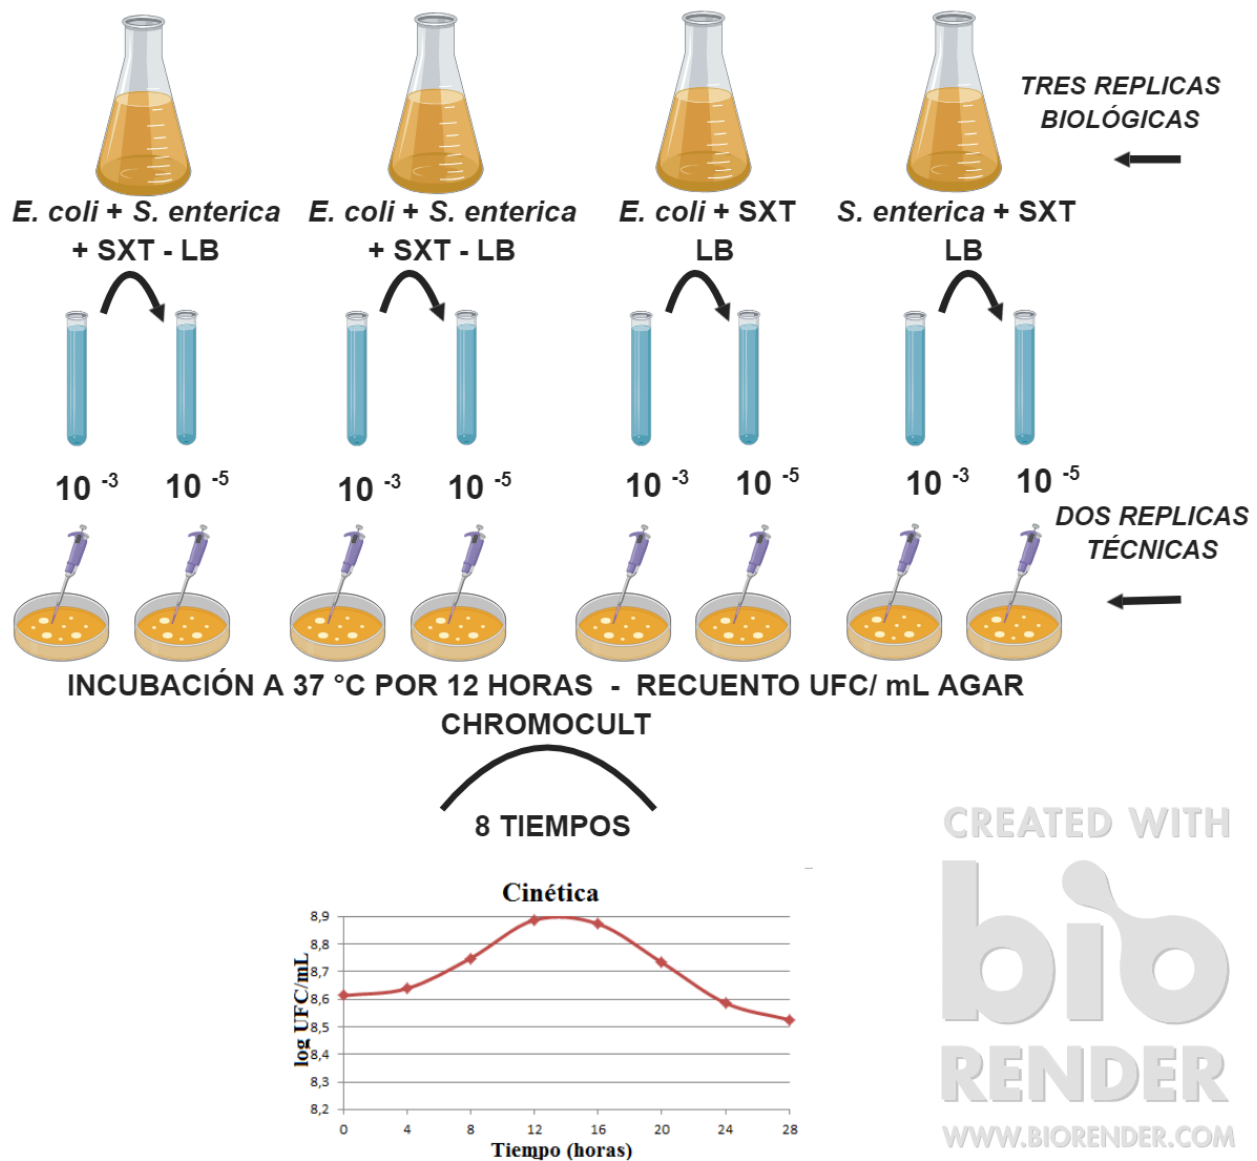 TRES REPLICAS
BIOLÓGICAS
E. coli + S. enterica
+ SXT - LB
E. coli + S. enterica
+ SXT - LB
E. coli + SXT
LB
S. enterica + SXT
LB
10 -3
10 -5
10 -3
10 -5
10 -3
10 -5
10 -3
10 -5
DOS REPLICAS
TÉCNICAS
INCUBACIÓN A 37 °C POR 12 HORAS - RECUENTO UFC/ mL AGAR
CHROMOCULT
8 TIEMPOS
Cinética
log UFC/mL
8,9
8,8
8,7
8,6
8,5
8,4
8,3
8,2
0 4 8 12 16 20 24 28
Tiempo (horas)
CREATED WITH
bio
RENDER
WWW.BIORENDER.COM